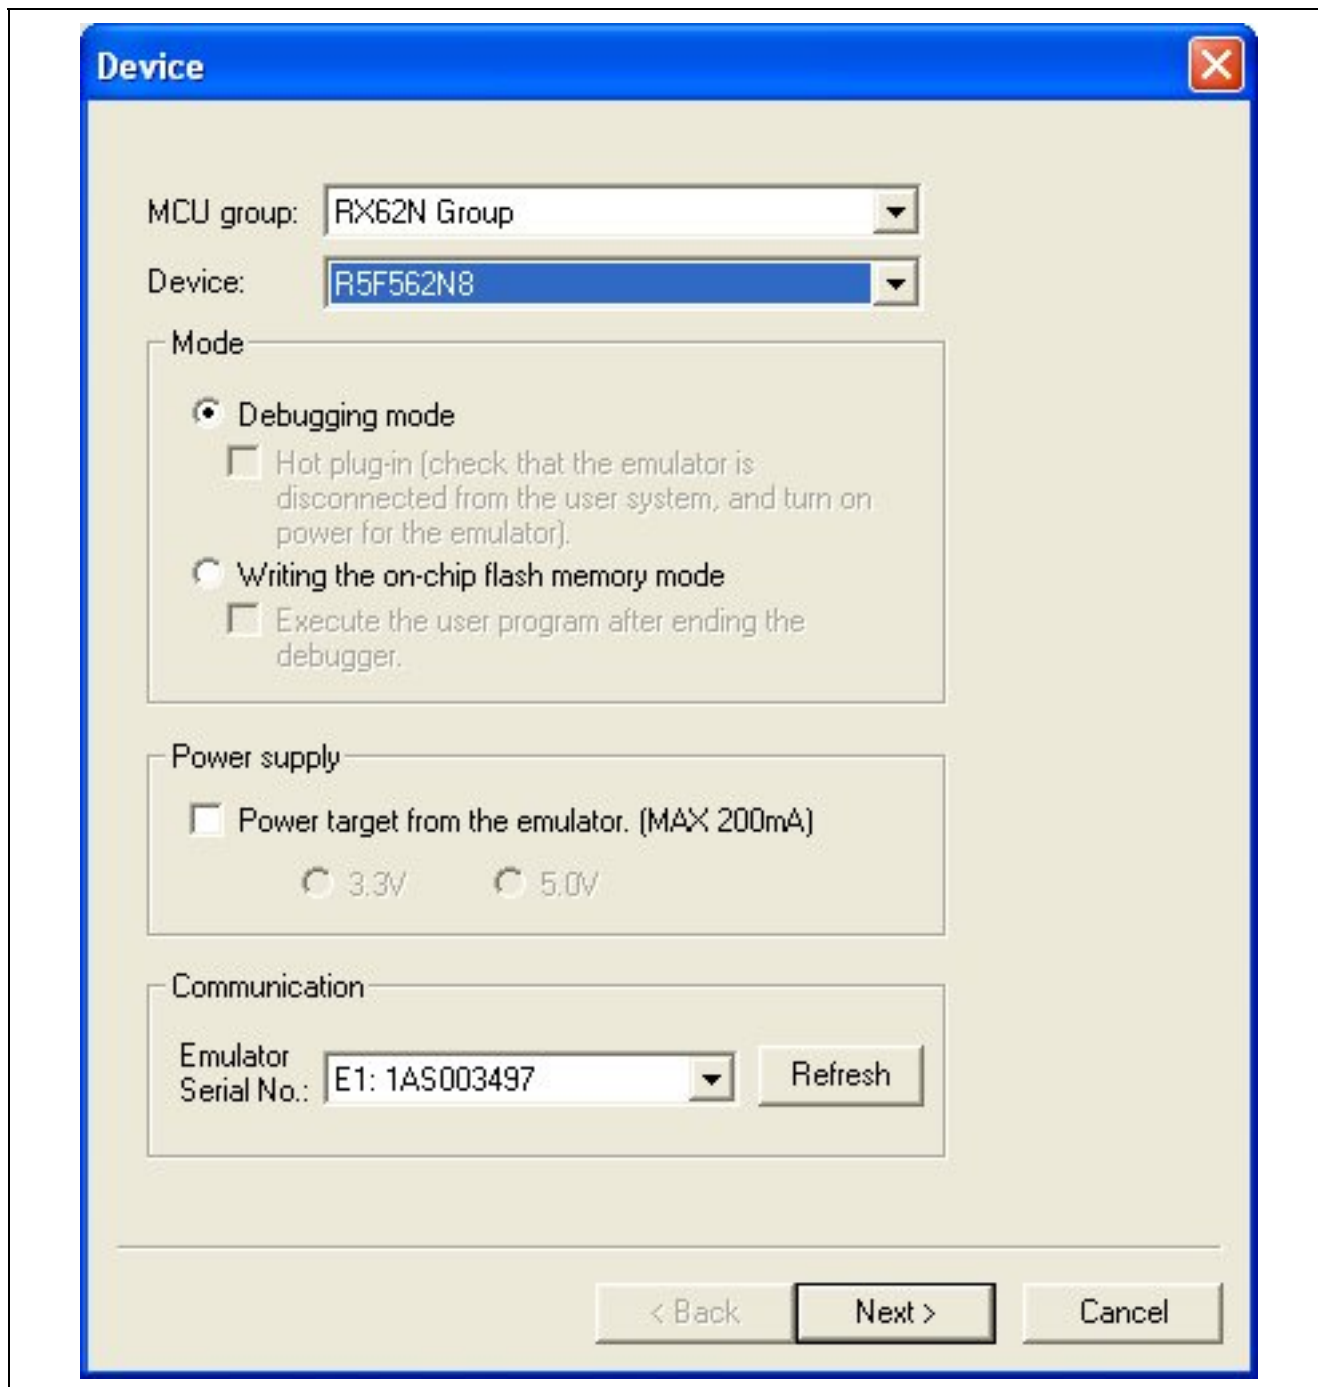 Device
MCU group: RX62N Group
Device: R5F562N8
Mode
Debugging mode
Hot plug-in (check that the emulator is
disconnected from the user system, and turn on
power for the emulator).
Writing the on-chip flash memory mode
Execute the user program after ending the
debugger.
Power supply
Power target from the emulator. (MAX 200mA)
3.3V 5.0V
Communication
Emulator
Serial No.: E1: 1AS003497 Refresh
< Back Next > Cancel